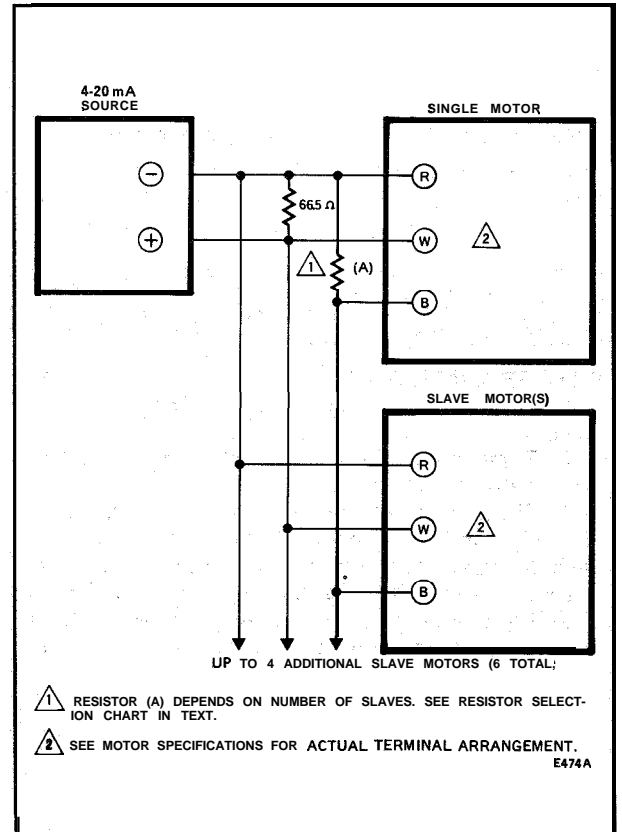 4-20 mA
SOURCE
SINGLE MOTOR
−
R
66.5 Ω
+
W
2
1
(A)
B
SLAVE MOTOR(S)
R
W
2
B
UP TO 4 ADDITIONAL SLAVE MOTORS (6 TOTAL;
1 RESISTOR (A) DEPENDS ON NUMBER OF SLAVES. SEE RESISTOR SELECT-
ION CHART IN TEXT.
2 SEE MOTOR SPECIFICATIONS FOR ACTUAL TERMINAL ARRANGEMENT.
E474A